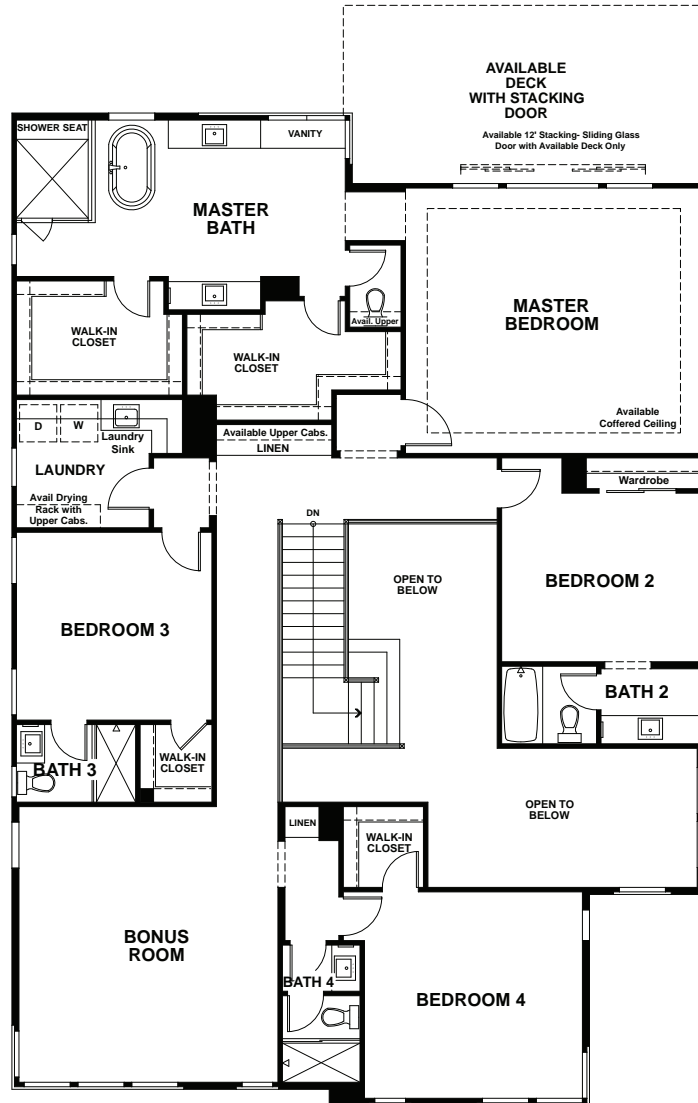 AVAILABLE
DECK
WITH STACKING
DOOR
Available 12' Stacking- Sliding Glass
Door with Available Deck Only
SHOWER SEAT
VANITY
MASTER
BATH
MASTER
BEDROOM
Avail. Upper
WALK-IN
CLOSET
WALK-IN
CLOSET
Available
Coffered Ceiling
D
W
Laundry
Sink
Available Upper Cabs.
LINEN
LAUNDRY
Avail Drying
Rack with
Upper Cabs.
Wardrobe
DN
OPEN TO
BELOW
BEDROOM 2
BEDROOM 3
BATH 2
BATH 3
WALK-IN
CLOSET
OPEN TO
BELOW
LINEN
WALK-IN
CLOSET
BONUS
ROOM
BATH 4
BEDROOM 4